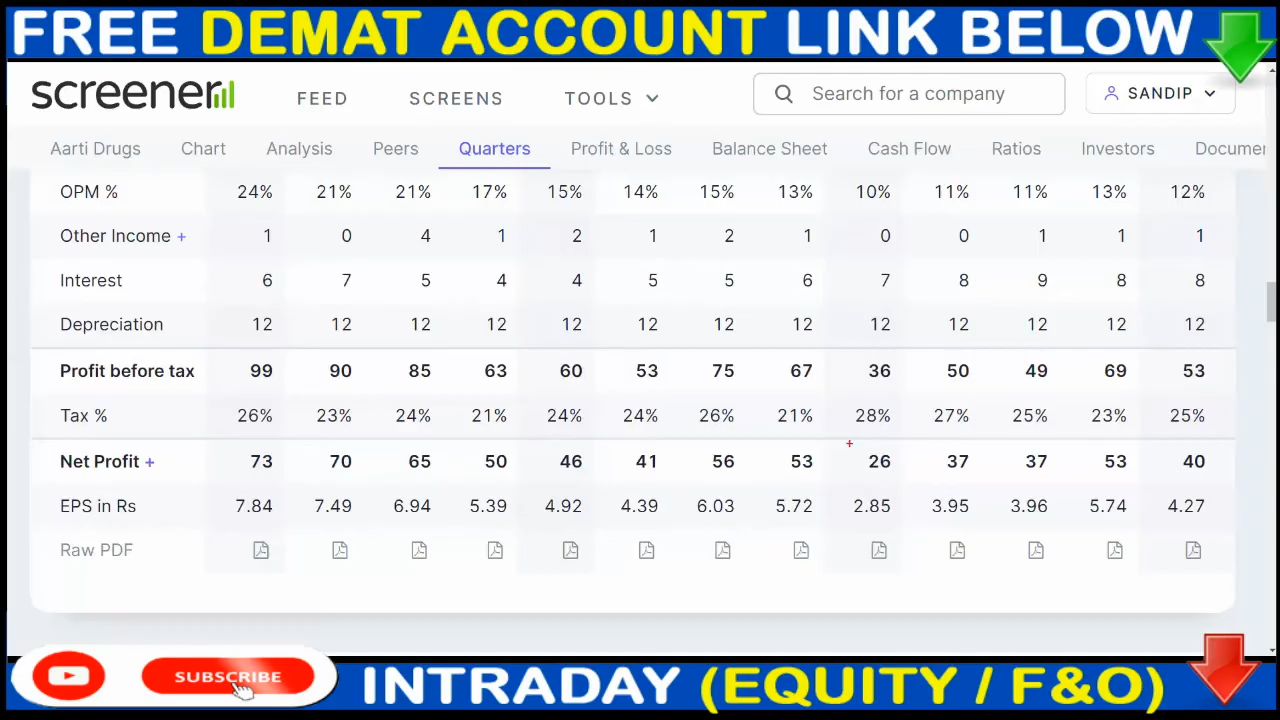 FREE DEMAT ACCOUNT LINK BELOW
screener
FEED SCREENS TOOLS Search for a company SANDIP
Aarti Drugs Chart Analysis Peers Quarters Profit & Loss Balance Sheet Cash Flow Ratios Investors Documen
OPM % 24% 21% 21% 17% 15% 14% 15% 13% 10% 11% 11% 13% 12%
Other Income + 1 0 4 1 2 1 2 1 0 0 1 1 1
Interest 6 7 5 4 4 5 5 6 7 8 9 8 8
Depreciation 12 12 12 12 12 12 12 12 12 12 12 12 12
Profit before tax 99 90 85 63 60 53 75 67 36 50 49 69 53
Tax % 26% 23% 24% 21% 24% 24% 26% 21% 28% 27% 25% 23% 25%
Net Profit + 73 70 65 50 46 41 56 53 26 37 37 53 40
EPS in Rs 7.84 7.49 6.94 5.39 4.92 4.39 6.03 5.72 2.85 3.95 3.96 5.74 4.27
Raw PDF
SUBSCRIBE
INTRADAY (EQUITY / F&O)